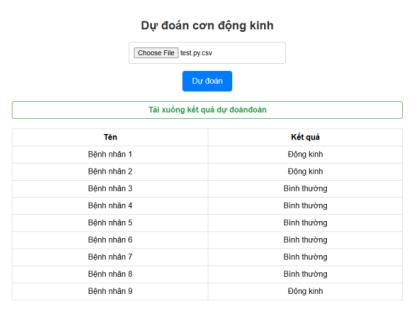 Dự đoán cơn động kinh
Choose File test.py.csv
Dự đoán
Tải xuống kết quả dự đoánđoán
Tên Kết quả
Bệnh nhân 1 Động kinh
Bệnh nhân 2 Động kinh
Bệnh nhân 3 Bình thường
Bệnh nhân 4 Bình thường
Bệnh nhân 5 Bình thường
Bệnh nhân 6 Bình thường
Bệnh nhân 7 Bình thường
Bệnh nhân 8 Bình thường
Bệnh nhân 9 Động kinh